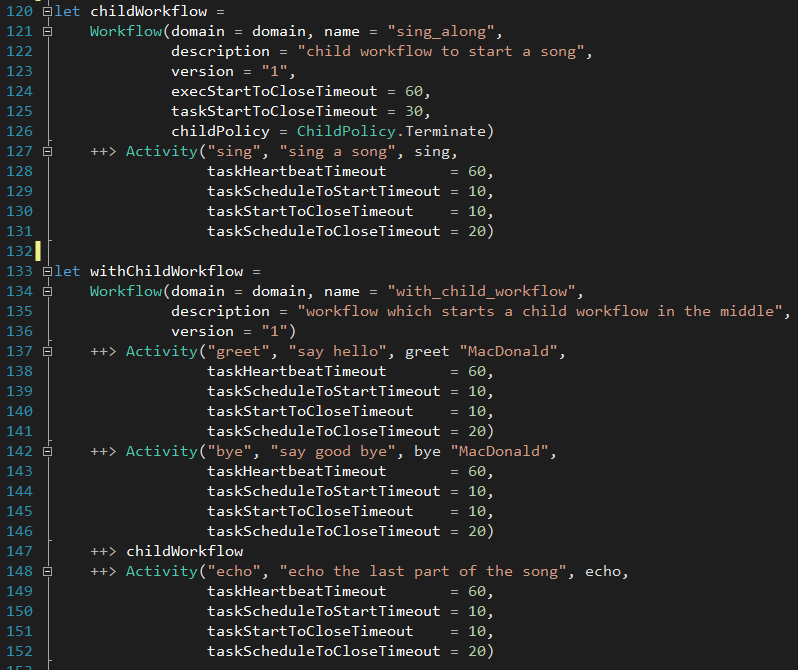 120 let childWorkflow =
121     Workflow(domain = domain, name = "sing_along",
122              description = "child workflow to start a song",
123              version = "1",
124              execStartToCloseTimeout = 60,
125              taskStartToCloseTimeout = 30,
126              childPolicy = ChildPolicy.Terminate)
127     ++> Activity("sing", "sing a song", sing,
128                  taskHeartbeatTimeout       = 60,
129                  taskScheduleToStartTimeout = 10,
130                  taskStartToCloseTimeout    = 10,
131                  taskScheduleToCloseTimeout = 20)
132
133 let withChildWorkflow =
134     Workflow(domain = domain, name = "with_child_workflow",
135              description = "workflow which starts a child workflow in the middle",
136              version = "1")
137     ++> Activity("greet", "say hello", greet "MacDonald",
138                  taskHeartbeatTimeout       = 60,
139                  taskScheduleToStartTimeout = 10,
140                  taskStartToCloseTimeout    = 10,
141                  taskScheduleToCloseTimeout = 20)
142     ++> Activity("bye", "say good bye", bye "MacDonald",
143                  taskHeartbeatTimeout       = 60,
144                  taskScheduleToStartTimeout = 10,
145                  taskStartToCloseTimeout    = 10,
146                  taskScheduleToCloseTimeout = 20)
147     ++> childWorkflow
148     ++> Activity("echo", "echo the last part of the song", echo,
149                  taskHeartbeatTimeout       = 60,
150                  taskScheduleToStartTimeout = 10,
151                  taskStartToCloseTimeout    = 10,
152                  taskScheduleToCloseTimeout = 20)